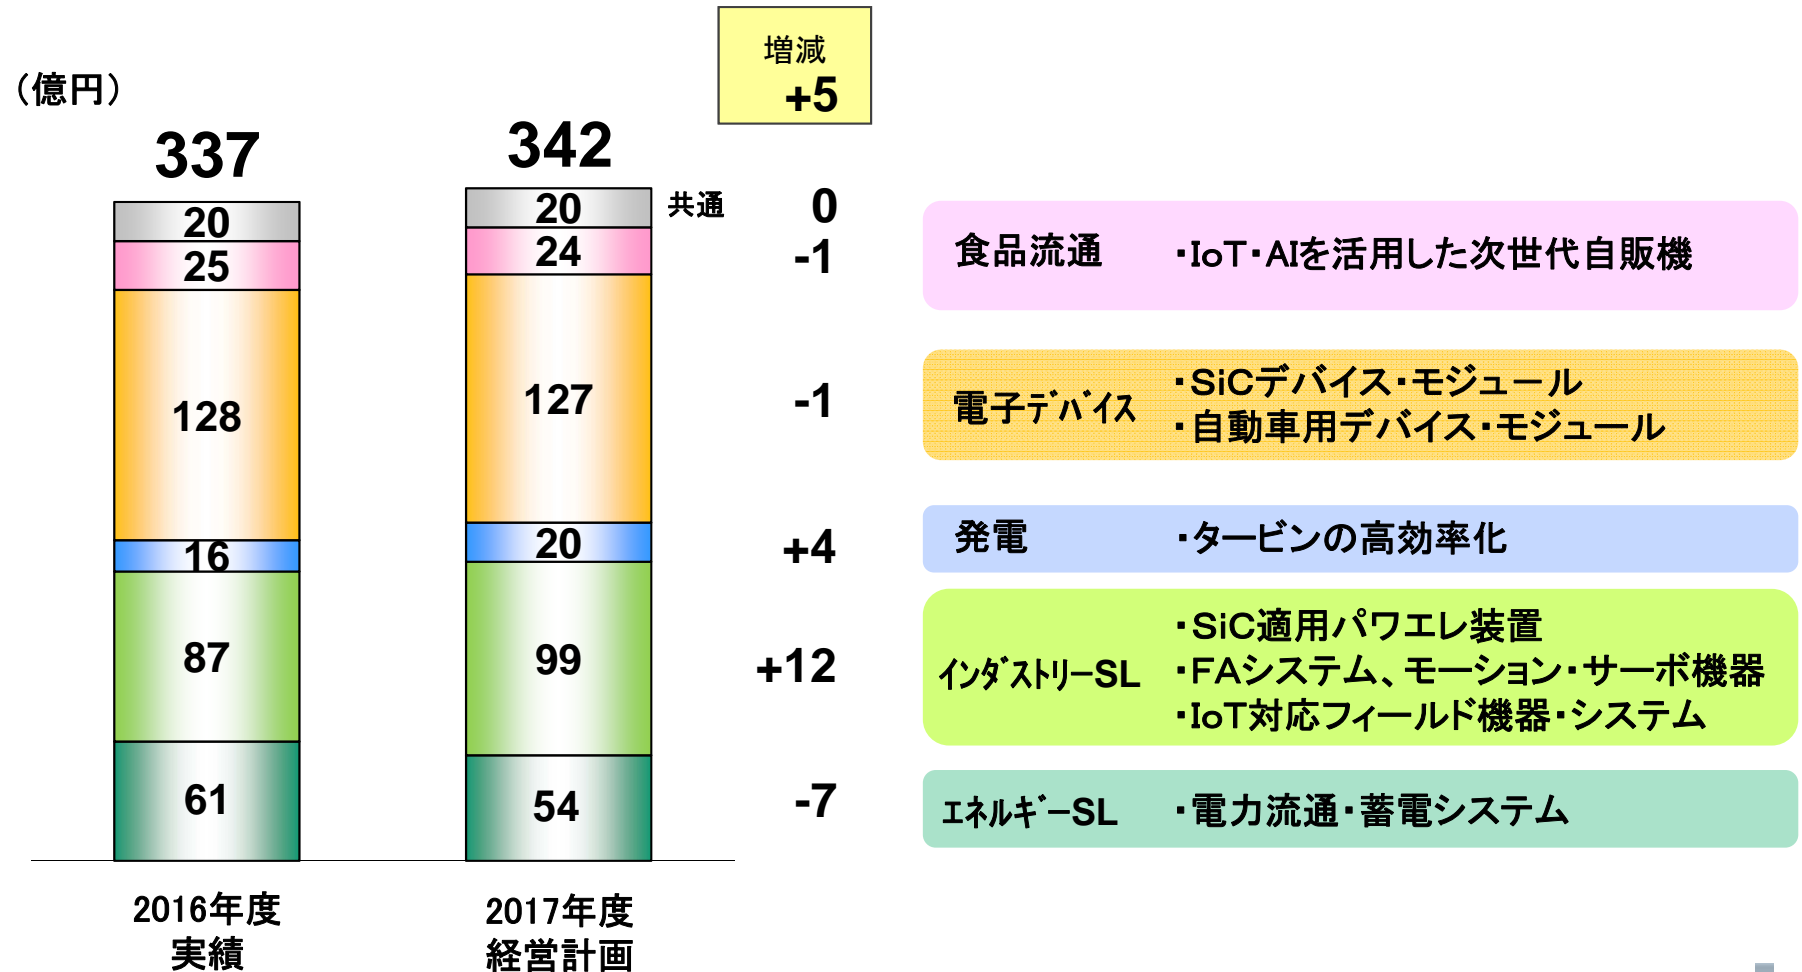 増減
+5
（億円）
337
342
20
20
共通
0
25
24
-1
128
127
-1
16
20
+4
87
99
+12
61
54
-7
2016年度
実績
2017年度
経営計画
食品流通 ・IoT・AIを活用した次世代自販機
電子ﾃﾞﾊﾞｲｽ
・SiCデバイス・モジュール
・自動車用デバイス・モジュール
発電 ・タービンの高効率化
ｲﾝﾀﾞｽﾄﾘｰSL
・SiC適用パワエレ装置
・FAシステム、モーション・サーボ機器
・IoT対応フィールド機器・システム
ｴﾈﾙｷﾞｰSL ・電力流通・蓄電システム